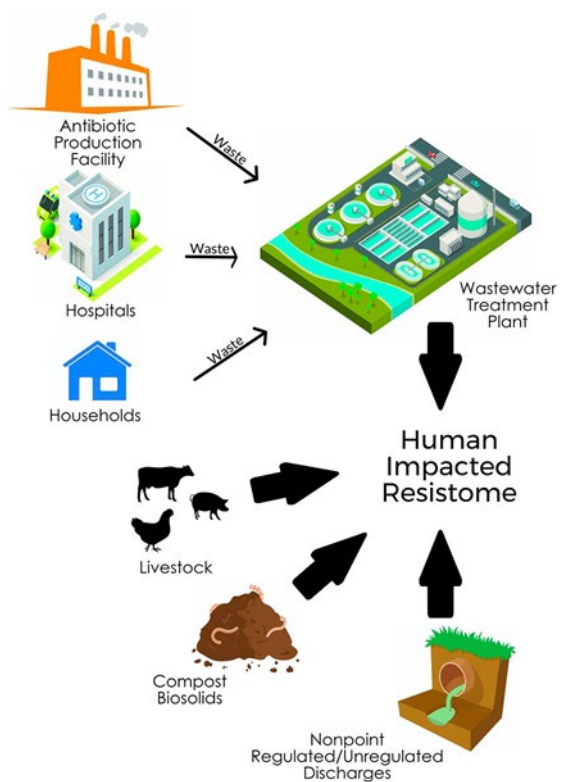 Antibiotic
Production
Facility
Waste
H
Hospitals
Waste
Wastewater
Treatment
Plant
Waste
Households
Human
Impacted
Resistome
Livestock
Compost
Biosolids
Nonpoint
Regulated/Unregulated
Discharges